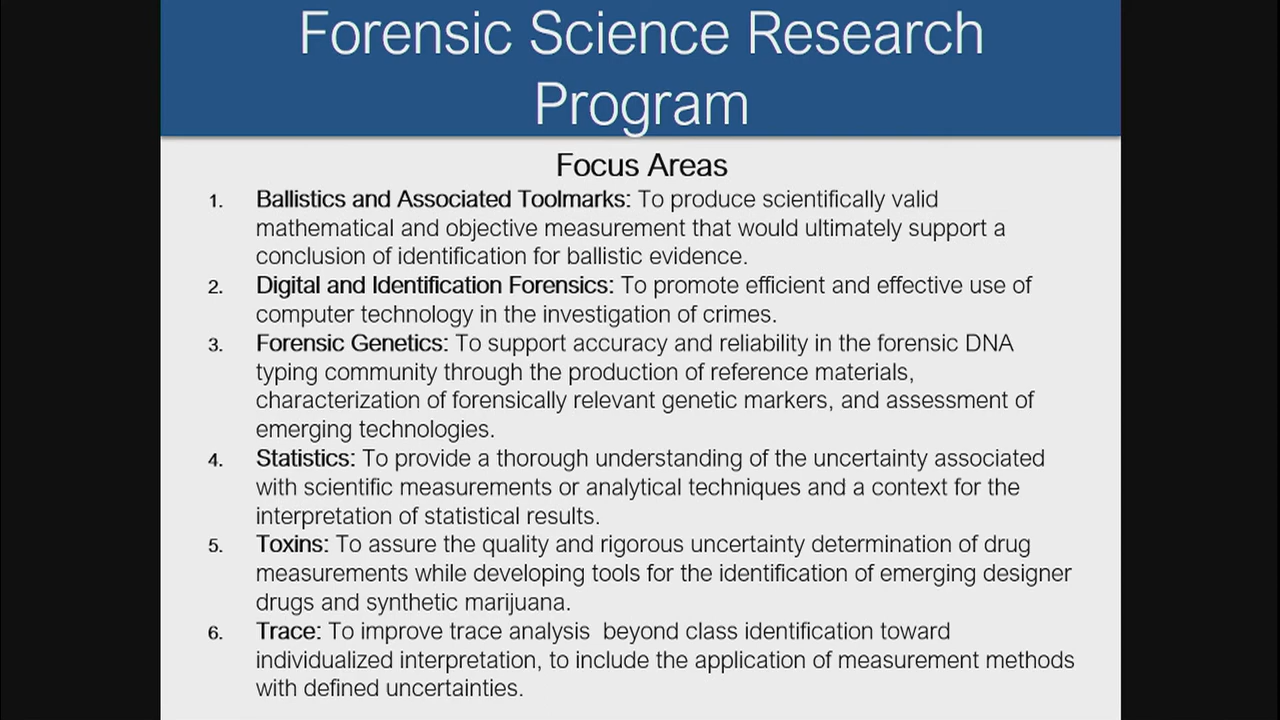 Forensic Science Research
Program
Focus Areas
1. Ballistics and Associated Toolmarks: To produce scientifically valid
mathematical and objective measurement that would ultimately support a
conclusion of identification for ballistic evidence.
2. Digital and Identification Forensics: To promote efficient and effective use of
computer technology in the investigation of crimes.
3. Forensic Genetics: To support accuracy and reliability in the forensic DNA
typing community through the production of reference materials,
characterization of forensically relevant genetic markers, and assessment of
emerging technologies.
4. Statistics: To provide a thorough understanding of the uncertainty associated
with scientific measurements or analytical techniques and a context for the
interpretation of statistical results.
5. Toxins: To assure the quality and rigorous uncertainty determination of drug
measurements while developing tools for the identification of emerging designer
drugs and synthetic marijuana.
6. Trace: To improve trace analysis beyond class identification toward
individualized interpretation, to include the application of measurement methods
with defined uncertainties.